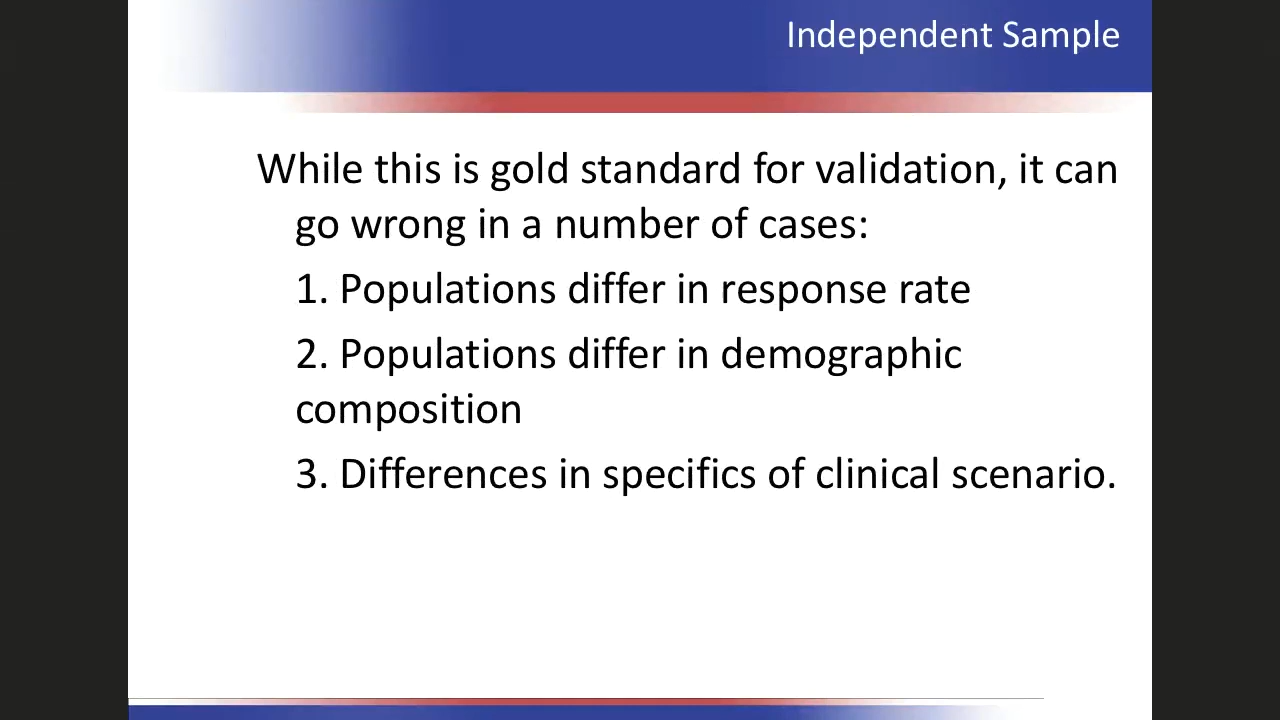 Independent Sample
While this is gold standard for validation, it can
go wrong in a number of cases:
1. Populations differ in response rate
2. Populations differ in demographic
composition
3. Differences in specifics of clinical scenario.